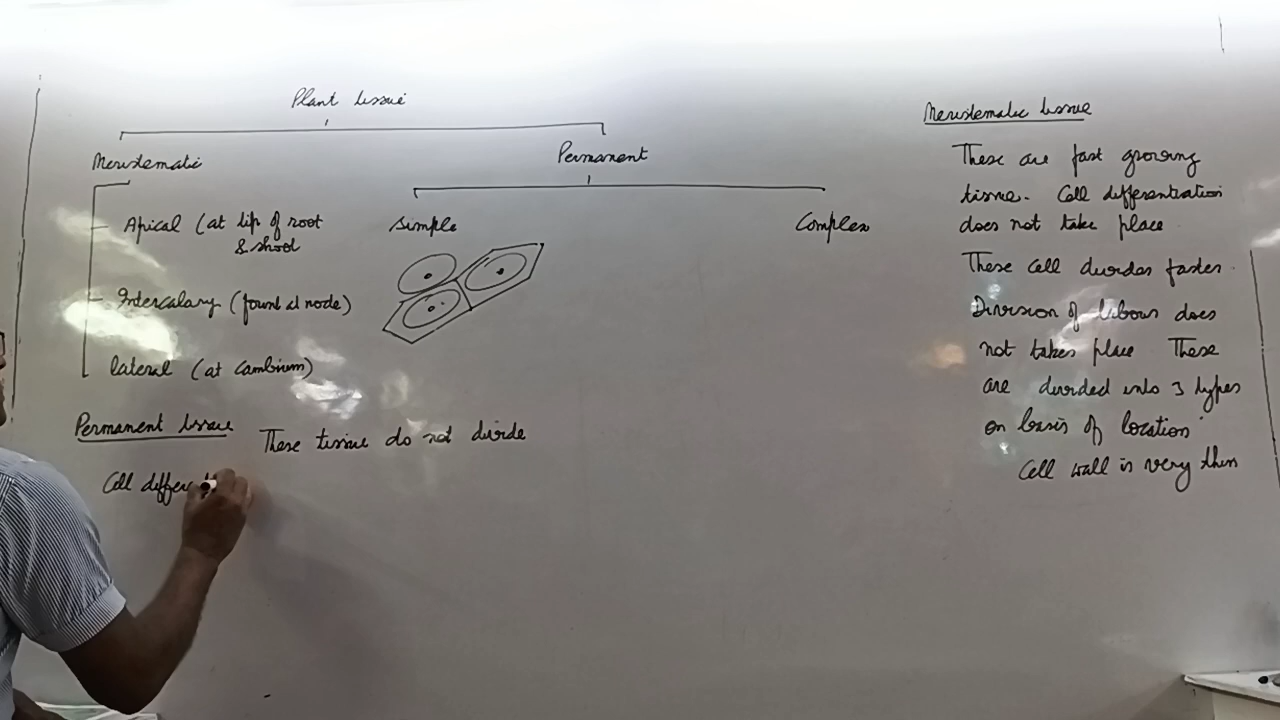 Plant tissue
Meristematic
Permanent
Apical (at tip of root
& shoot
Simple
Complex
Intercalary (found at node)
lateral (at Cambium)
Permanent tissue These tissue do not divide
Cell differ
Meristematic tissue
These are fast growing
tissue. Cell differentiation
does not take place
These cell divides faster.
Division of labour does
not takes place These
are divided into 3 types
on basis of location
Cell wall is very thin